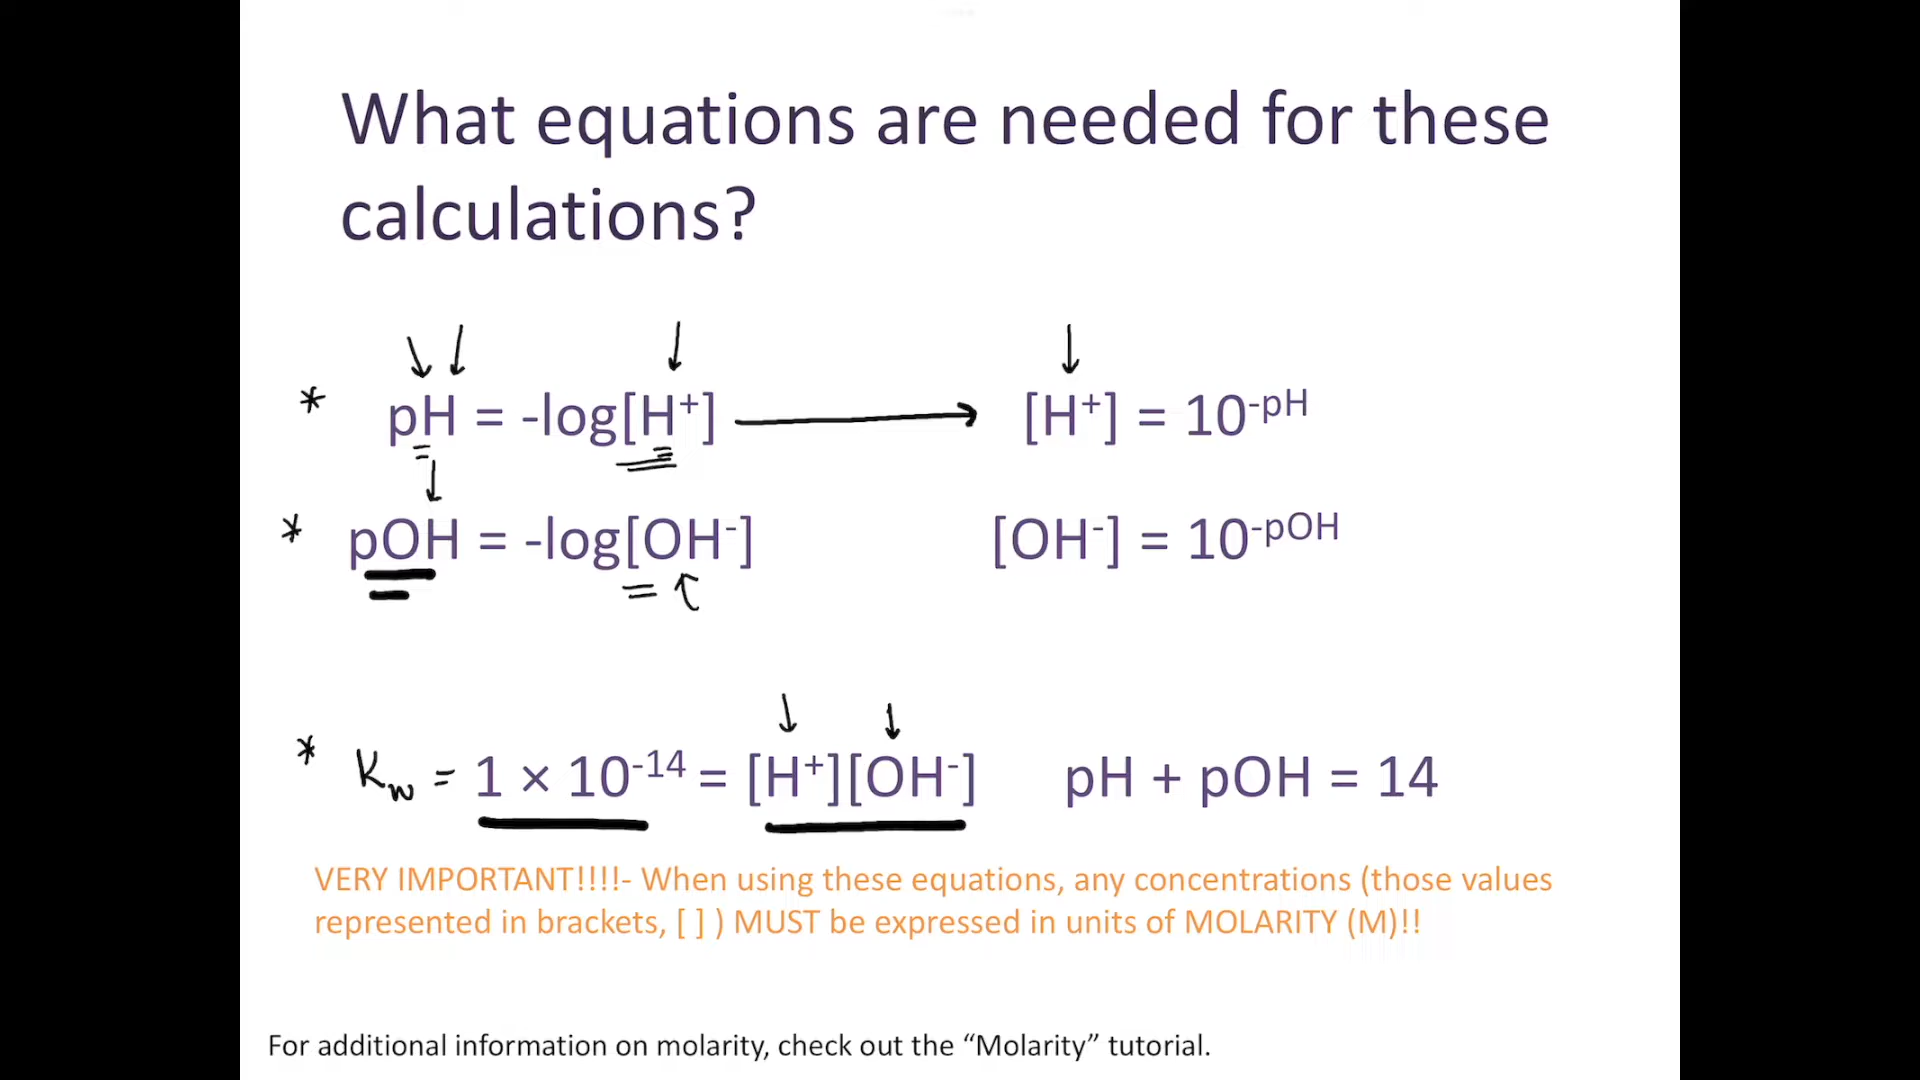 What equations are needed for these
calculations?
* pH = -log[H⁺] → [H⁺] = 10⁻ᵖᴴ
* pOH = -log[OH⁻] [OH⁻] = 10⁻ᵖᴼᴴ
* Kw = 1 × 10⁻¹⁴ = [H⁺][OH⁻] pH + pOH = 14
VERY IMPORTANT!!!!- When using these equations, any concentrations (those values
represented in brackets, [ ] ) MUST be expressed in units of MOLARITY (M)!!
For additional information on molarity, check out the “Molarity” tutorial.